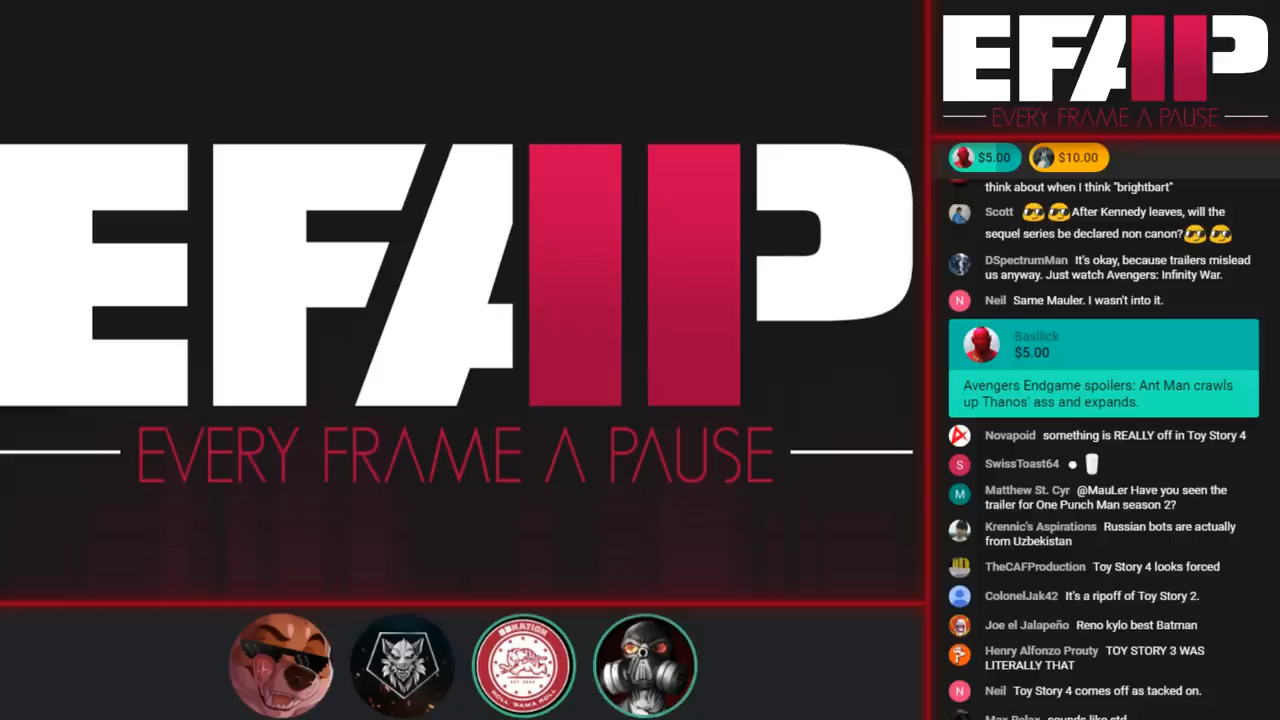 EFAP
EVERY FRAME A PAUSE
BBNATION
ROLL 'BAMA ROLL
EFAP
EVERY FRAME A PAUSE
$5.00
$10.00
think about when I think "brightbart"
Scott 😎😎After Kennedy leaves, will the
sequel series be declared non canon?😎😎
DSpectrumMan It's okay, because trailers mislead
us anyway. Just watch Avengers: Infinity War.
N
Neil Same Mauler. I wasn't into it.
Basilick
$5.00
Avengers Endgame spoilers: Ant Man crawls
up Thanos' ass and expands.
Novapoid something is REALLY off in Toy Story 4
S
SwissToast64 ⚪🥛
M
Matthew St. Cyr @MauLer Have you seen the
trailer for One Punch Man season 2?
Krennic's Aspirations Russian bots are actually
from Uzbekistan
TheCAFProduction Toy Story 4 looks forced
ColonelJak42 It's a ripoff of Toy Story 2.
Joe el Jalapeño Reno kylo best Batman
Henry Alfonzo Prouty TOY STORY 3 WAS
LITERALLY THAT
N
Neil Toy Story 4 comes off as tacked on.
sounds like std